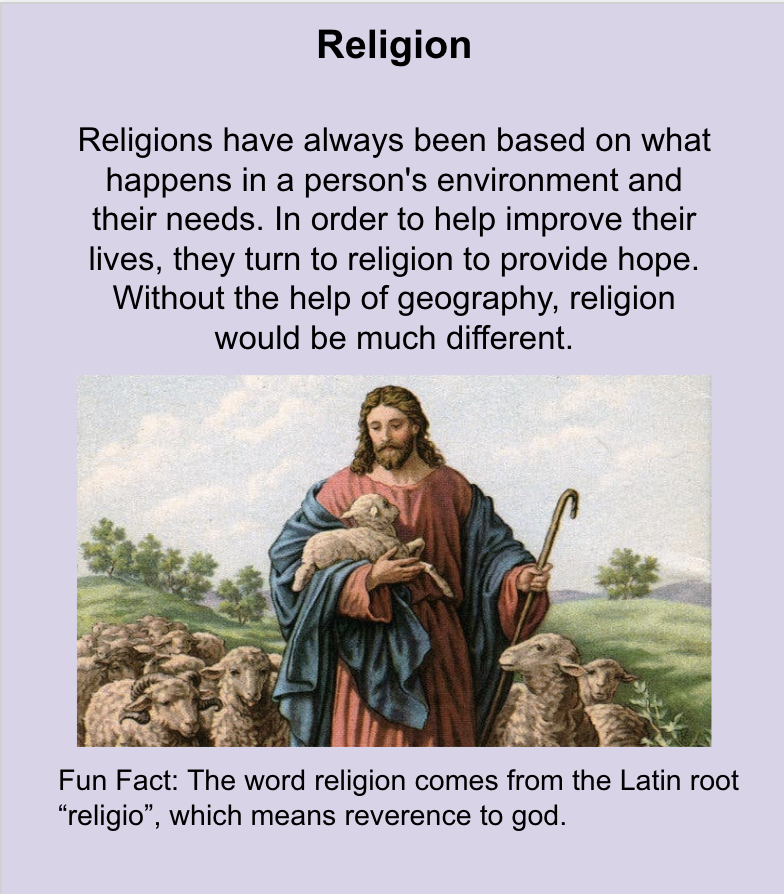 Religion
Religions have always been based on what
happens in a person's environment and
their needs. In order to help improve their
lives, they turn to religion to provide hope.
Without the help of geography, religion
would be much different.
Fun Fact: The word religion comes from the Latin root
“religio”, which means reverence to god.